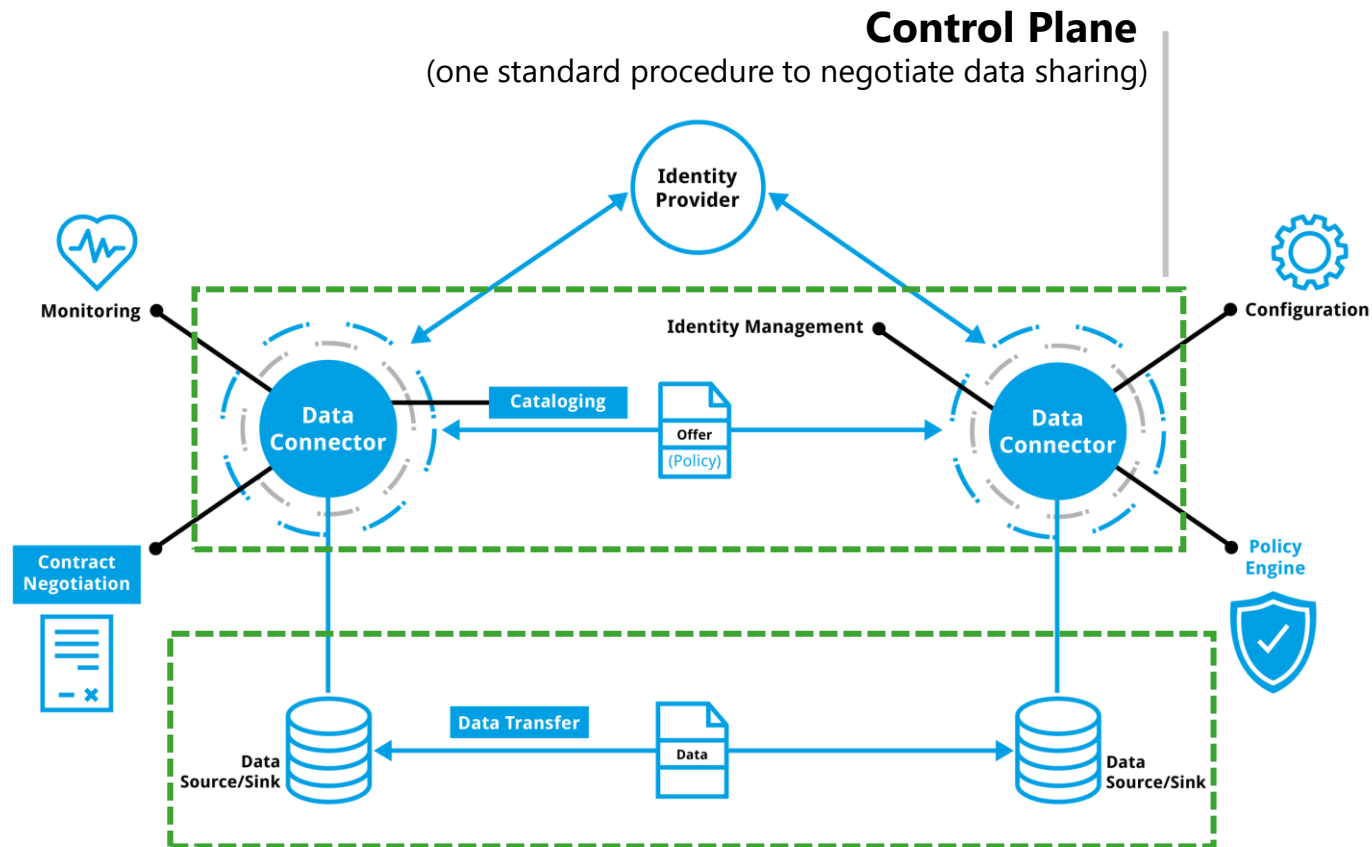 Control Plane
(one standard procedure to negotiate data sharing)
Identity
Provider
Monitoring
Configuration
Identity Management
Data
Connector
Cataloging
Offer
(Policy)
Data
Connector
Contract
Negotiation
Policy
Engine
Data Transfer
Data
Source/Sink
Data
Data
Source/Sink